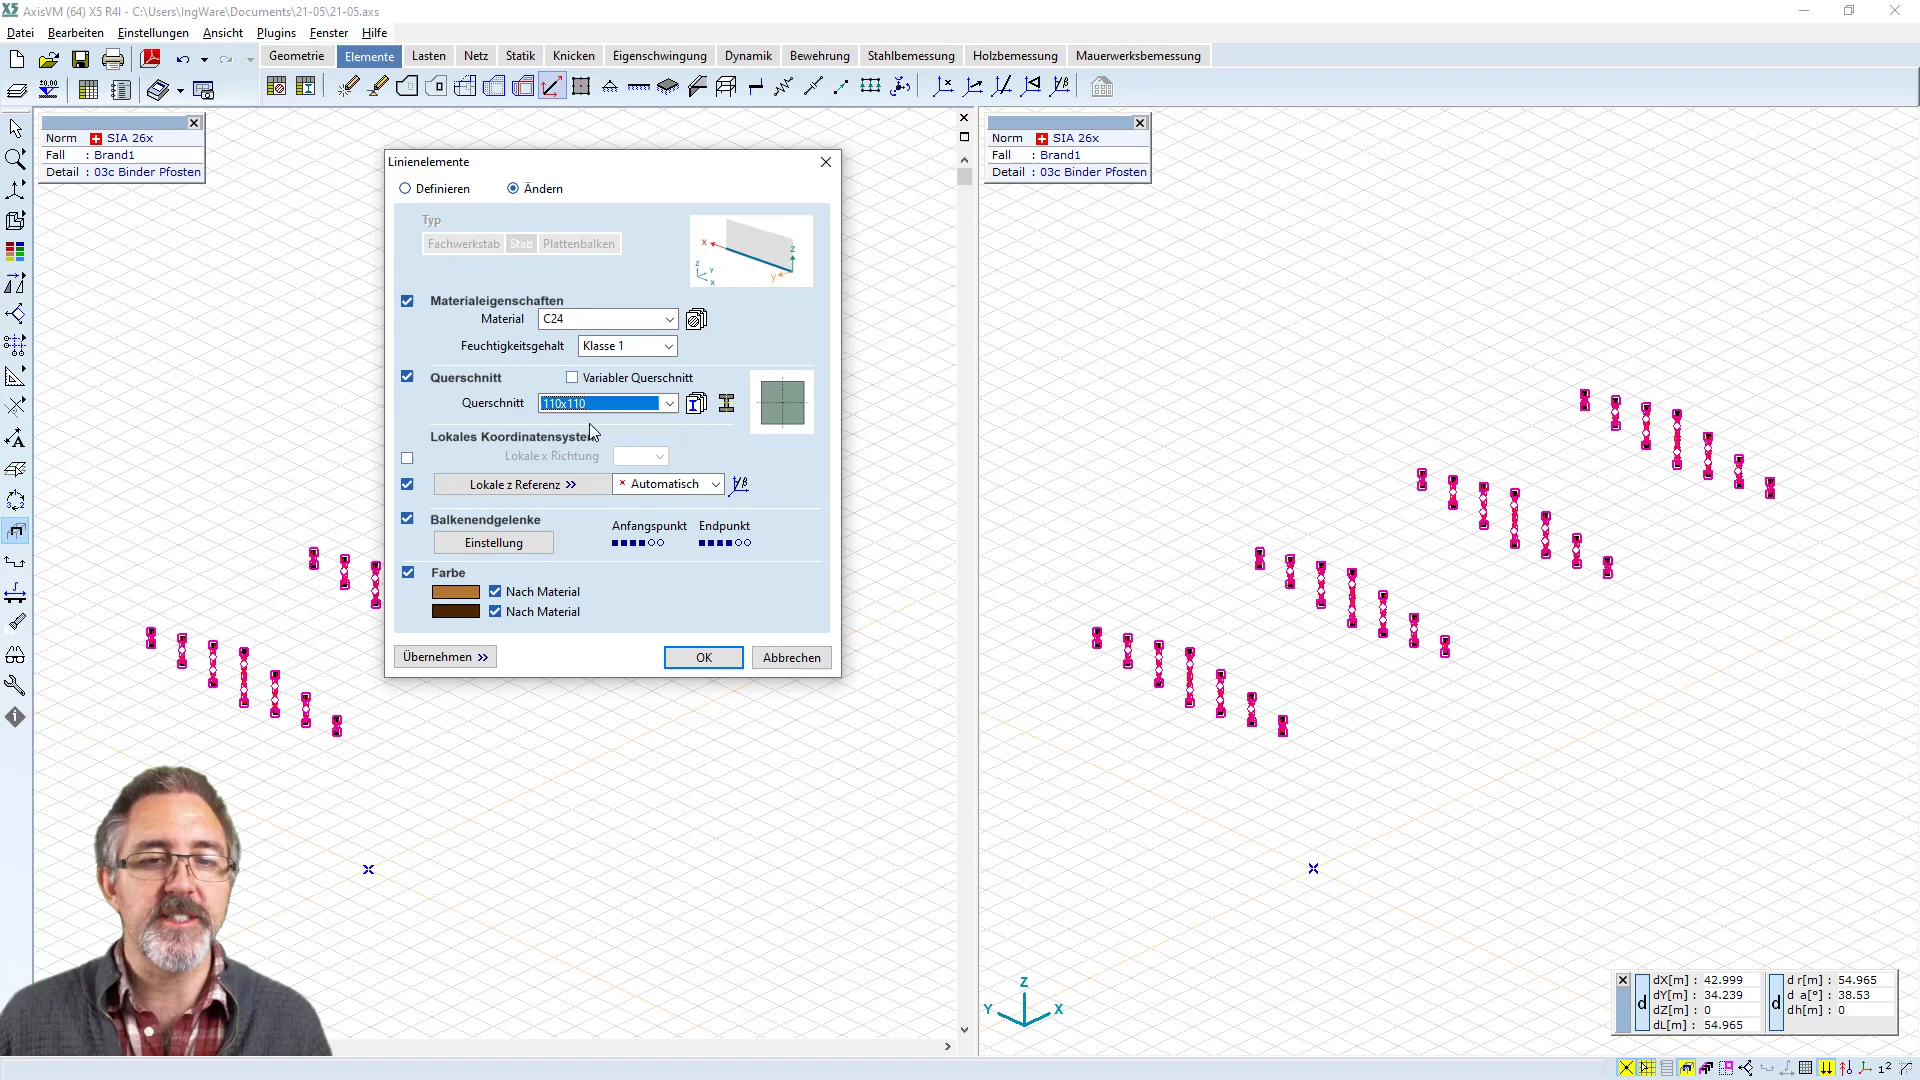 X5 AxisVM (64) X5 R4I - C:\Users\IngWare\Documents\21-05\21-05.axs
Datei Bearbeiten Einstellungen Ansicht Plugins Fenster Hilfe
Geometrie Elemente Lasten Netz Statik Knicken Eigenschwingung Dynamik Bewehrung Stahlbemessung Holzbemessung Mauerwerksbemessung
Norm SIA 26x
Fall : Brand1
Detail : 03c Binder Pfosten
Norm SIA 26x
Fall : Brand1
Detail : 03c Binder Pfosten
Linienelemente
Definieren Ändern
Typ
Fachwerkstab Stab Plattenbalken
x z y
z y x
Materialeigenschaften
Material C24
Feuchtigkeitsgehalt Klasse 1
Querschnitt Variabler Querschnitt
Querschnitt 110x110
Lokales Koordinatensystem
Lokale x Richtung
Lokale z Referenz » Automatisch
Balkenendgelenke Anfangspunkt Endpunkt
Einstellung
Farbe
Nach Material
Nach Material
Übernehmen » OK Abbrechen
Z
Y X
d dX[m] : 42.999
dY[m] : 34.239
dZ[m] : 0
dL[m] : 54.965
d d r[m] : 54.965
d a[°] : 38.53
dh[m] : 0